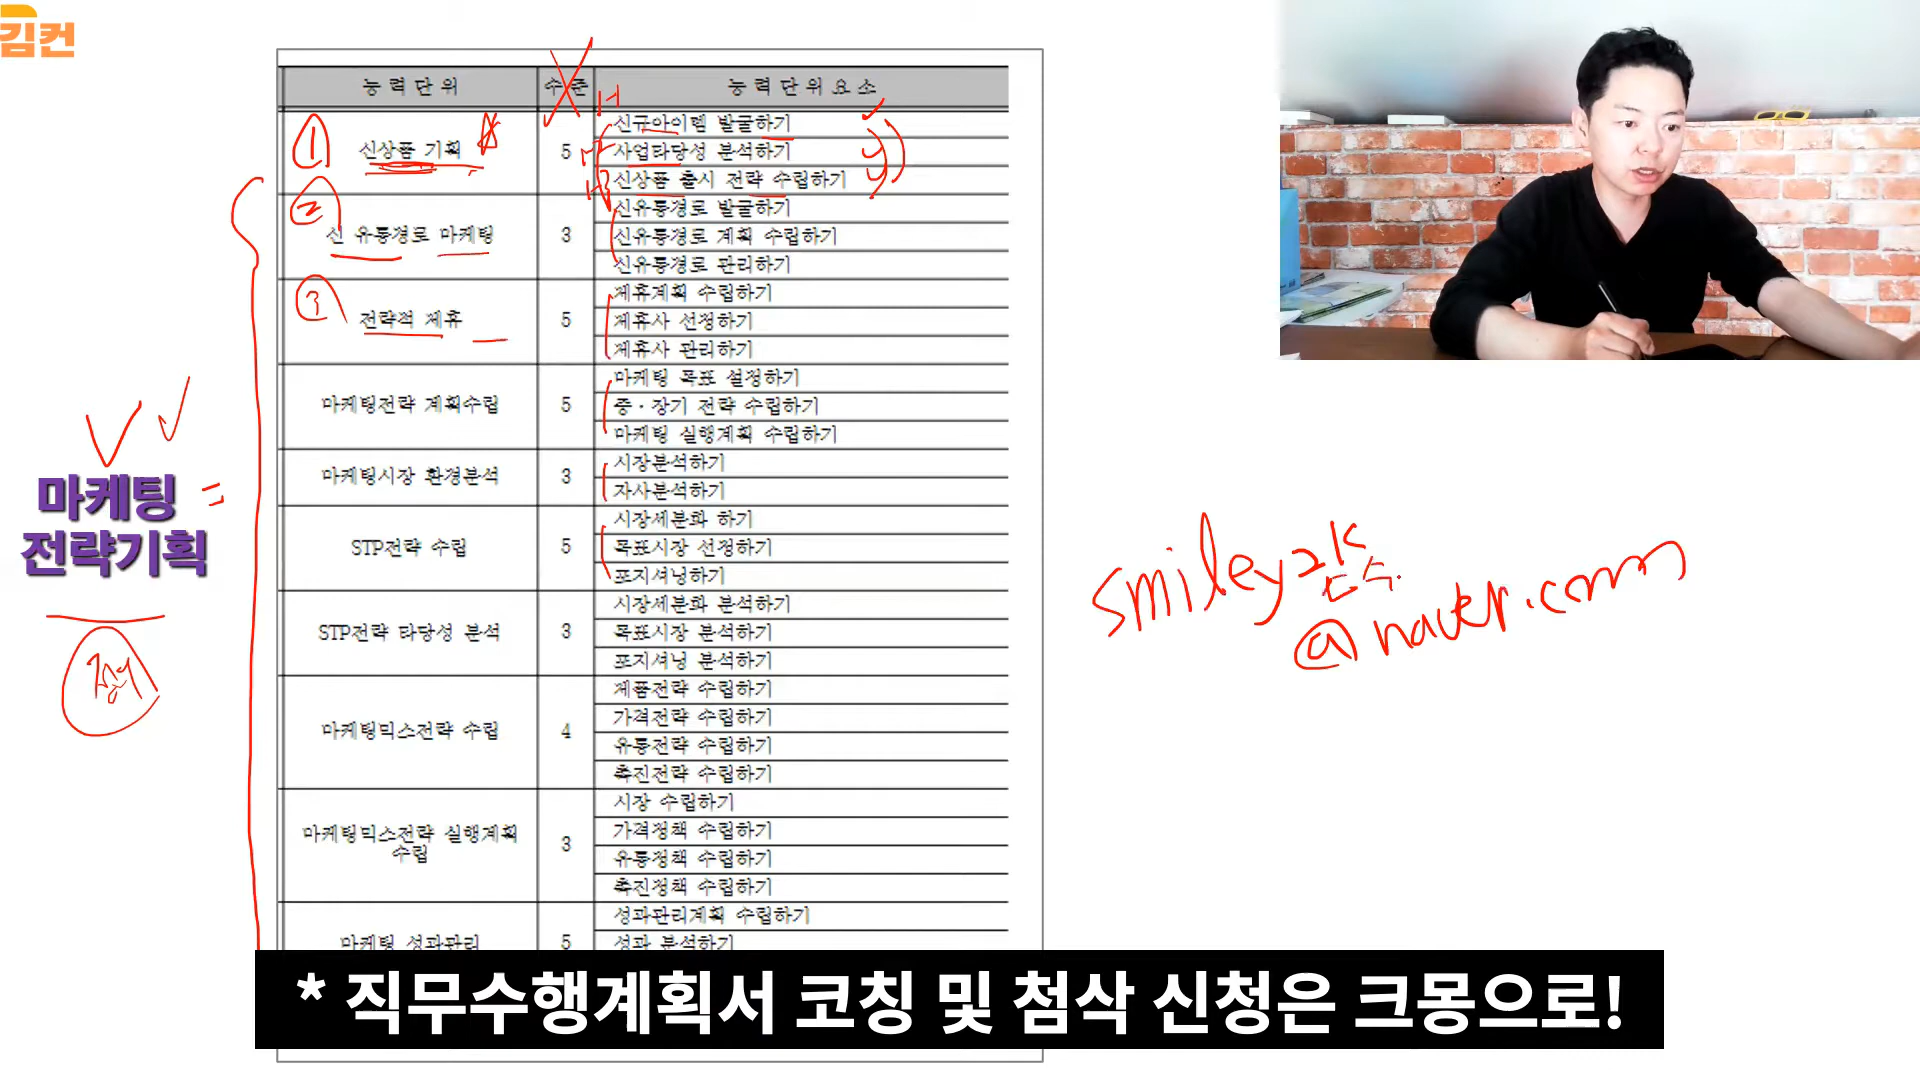 김컨
능력단위 수준 능력단위요소
① 신상품 기획 5 신규아이템 발굴하기
사업타당성 분석하기
신상품 출시 전략 수립하기
② 신 유통경로 마케팅 3 신유통경로 발굴하기
신유통경로 계획 수립하기
신유통경로 관리하기
③ 전략적 제휴 5 제휴계획 수립하기
제휴사 선정하기
제휴사 관리하기
마케팅전략 계획수립 5 마케팅 목표 설정하기
중·장기 전략 수립하기
마케팅 실행계획 수립하기
마케팅시장 환경분석 3 시장분석하기
자사분석하기
STP전략 수립 5 시장세분화 하기
목표시장 선정하기
포지셔닝하기
STP전략 타당성 분석 3 시장세분화 분석하기
목표시장 분석하기
포지셔닝 분석하기
마케팅믹스전략 수립 4 제품전략 수립하기
가격전략 수립하기
유통전략 수립하기
촉진전략 수립하기
마케팅믹스전략 실행계획
수립 3 시장 수립하기
가격정책 수립하기
유통정책 수립하기
촉진정책 수립하기
마케팅 성과관리 5 성과관리계획 수립하기
성과 분석하기
마케팅
전략기획
smiley2k
@naver.com
* 직무수행계획서 코칭 및 첨삭 신청은 크몽으로!